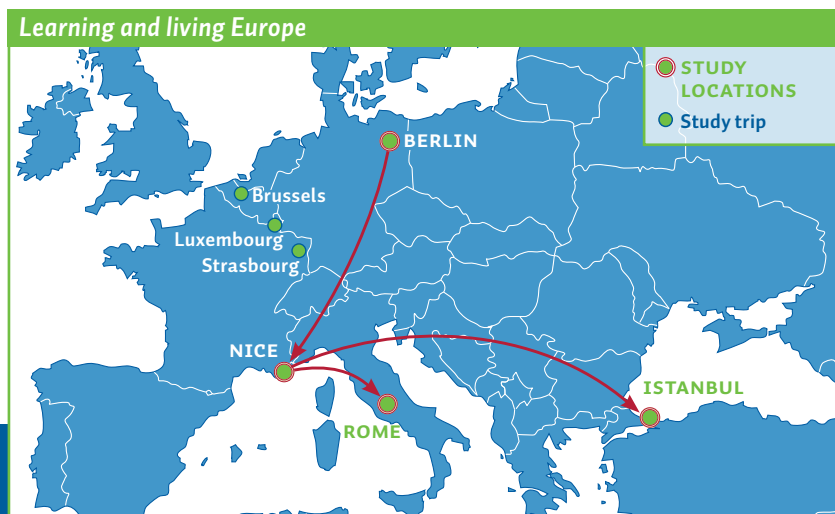 Learning and living Europe
STUDY
LOCATIONS
Study trip
BERLIN
Brussels
Luxembourg
Strasbourg
NICE
ISTANBUL
ROME